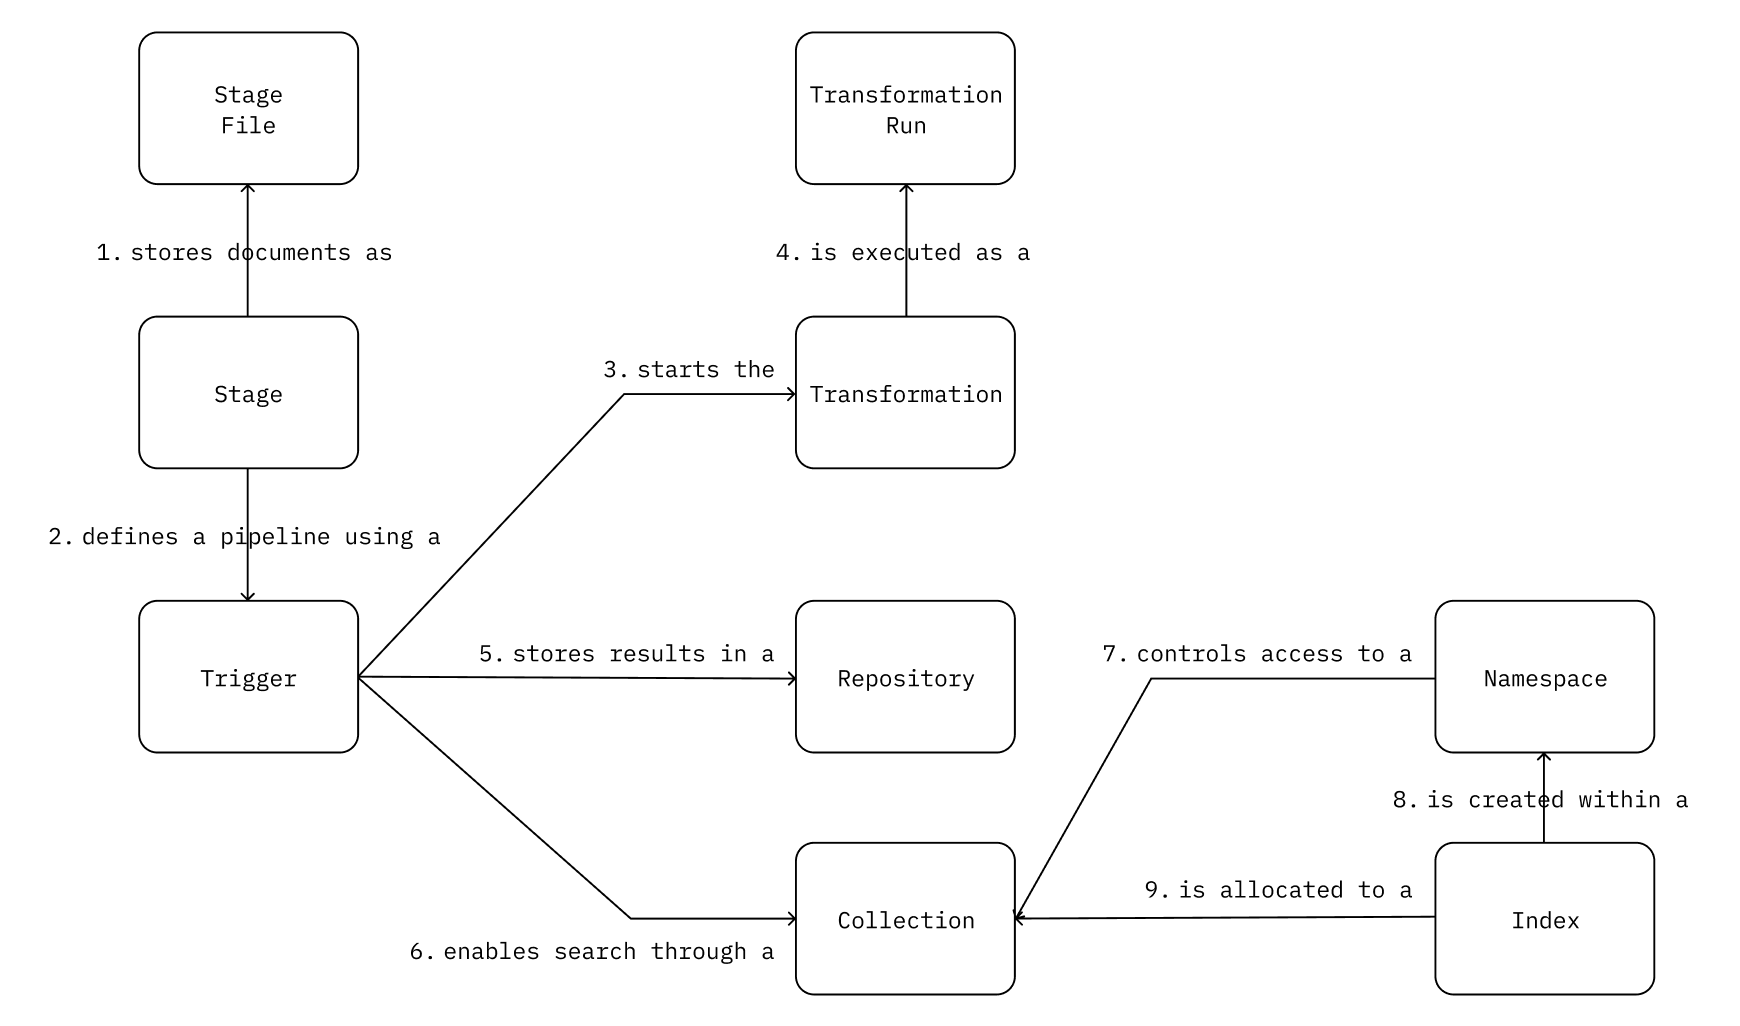 Stage
File
Transformation
Run
1. stores documents as
4. is executed as a
3. starts the
Stage
Transformation
2. defines a pipeline using a
5. stores results in a
7. controls access to a
Trigger
Repository
Namespace
8. is created within a
9. is allocated to a
Collection
Index
6. enables search through a